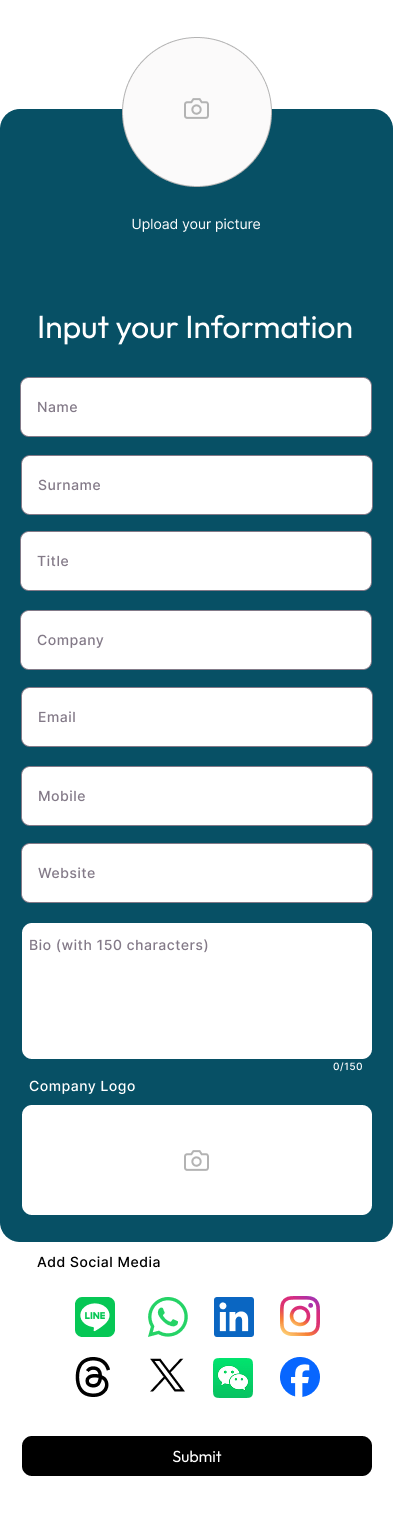 Upload your picture
Input your Information
Name
Surname
Title
Company
Email
Mobile
Website
Bio (with 150 characters)
0/150
Company Logo
Add Social Media
LINE
in
Submit